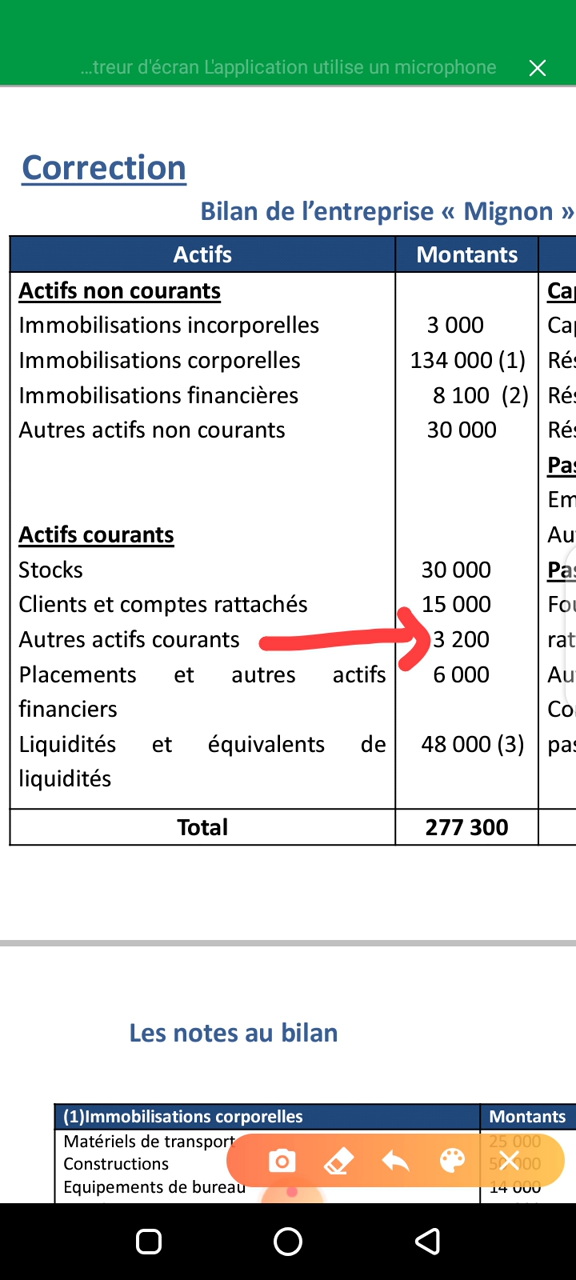 ...treur d'écran L'application utilise un microphone
Correction
Bilan de l'entreprise « Mignon »
Actifs Montants
Actifs non courants
Immobilisations incorporelles 3 000
Immobilisations corporelles 134 000 (1)
Immobilisations financières 8 100 (2)
Autres actifs non courants 30 000
Actifs courants
Stocks 30 000
Clients et comptes rattachés 15 000
Autres actifs courants 3 200
Placements et autres actifs 6 000
financiers
Liquidités et équivalents de 48 000 (3)
liquidités
Total 277 300
Les notes au bilan
(1)Immobilisations corporelles Montants
Matériels de transport 25 000
Constructions
Equipements de bureau 14 000